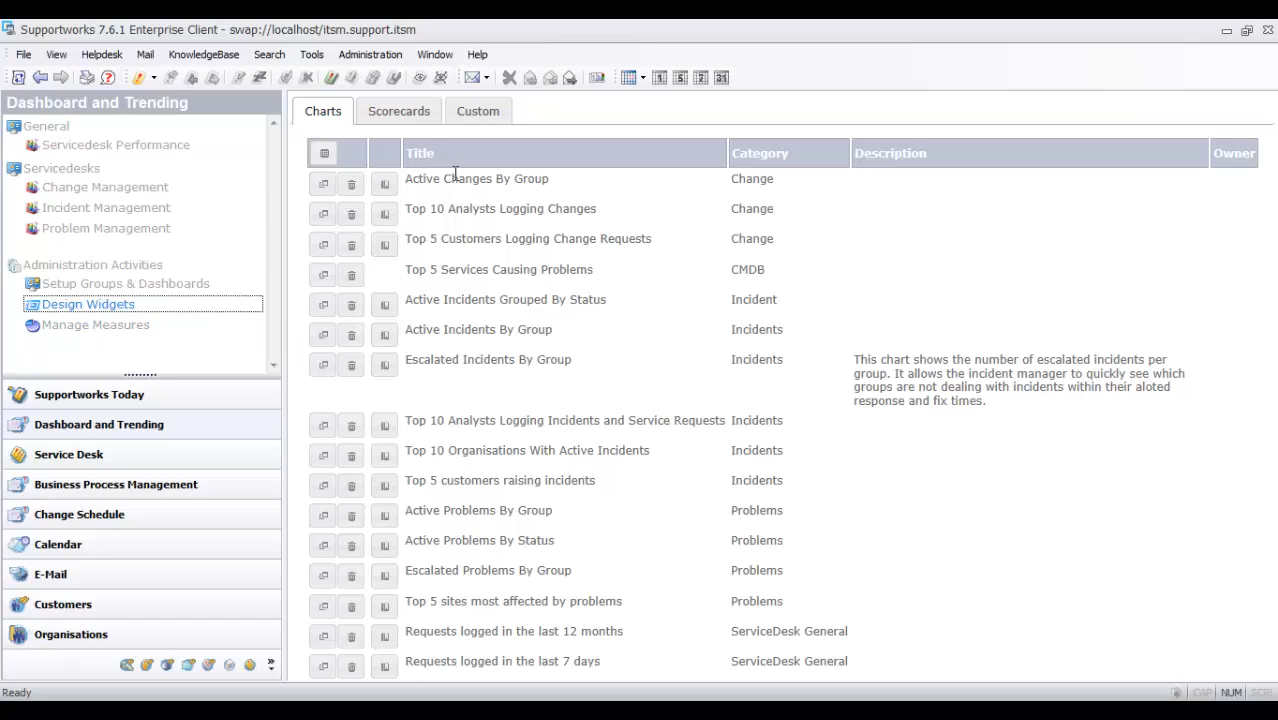 Supportworks 7.6.1 Enterprise Client - swap://localhost/itsm.support.itsm
File View Helpdesk Mail KnowledgeBase Search Tools Administration Window Help
Dashboard and Trending
General
Servicedesk Performance
Servicedesks
Change Management
Incident Management
Problem Management
Administration Activities
Setup Groups & Dashboards
Design Widgets
Manage Measures
Supportworks Today
Dashboard and Trending
Service Desk
Business Process Management
Change Schedule
Calendar
E-Mail
Customers
Organisations
Charts Scorecards Custom
Title Category Description Owner
Active Changes By Group Change
Top 10 Analysts Logging Changes Change
Top 5 Customers Logging Change Requests Change
Top 5 Services Causing Problems CMDB
Active Incidents Grouped By Status Incident
Active Incidents By Group Incidents
Escalated Incidents By Group Incidents This chart shows the number of escalated incidents per
group. It allows the incident manager to quickly see which
groups are not dealing with incidents within their aloted
response and fix times.
Top 10 Analysts Logging Incidents and Service Requests Incidents
Top 10 Organisations With Active Incidents Incidents
Top 5 customers raising incidents Incidents
Active Problems By Group Problems
Active Problems By Status Problems
Escalated Problems By Group Problems
Top 5 sites most affected by problems Problems
Requests logged in the last 12 months ServiceDesk General
Requests logged in the last 7 days ServiceDesk General
Ready CAP NUM SCRL